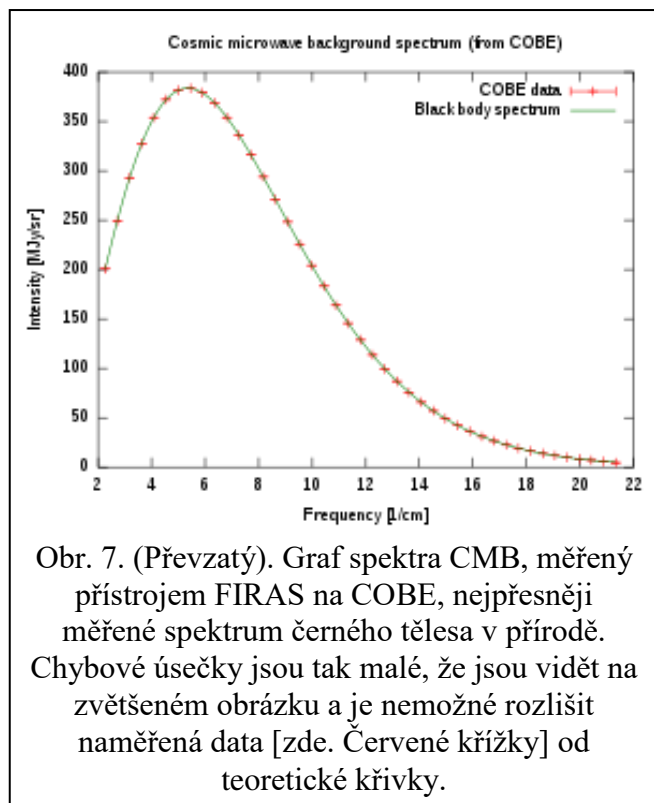 Cosmic microwave background spectrum (from COBE)
400
350
300
250
200
150
100
50
0
Intensity [MJy/sr]
COBE data
Black body spectrum
2 4 6 8 10 12 14 16 18 20 22
Frequency [1/cm]
Obr. 7. (Převzatý). Graf spektra CMB, měřený
přístrojem FIRAS na COBE, nejpřesněji
měřené spektrum černého tělesa v přírodě.
Chybové úsečky jsou tak malé, že jsou vidět na
zvětšeném obrázku a je nemožné rozlišit
naměřená data [zde. Červené křížky] od
teoretické křivky.